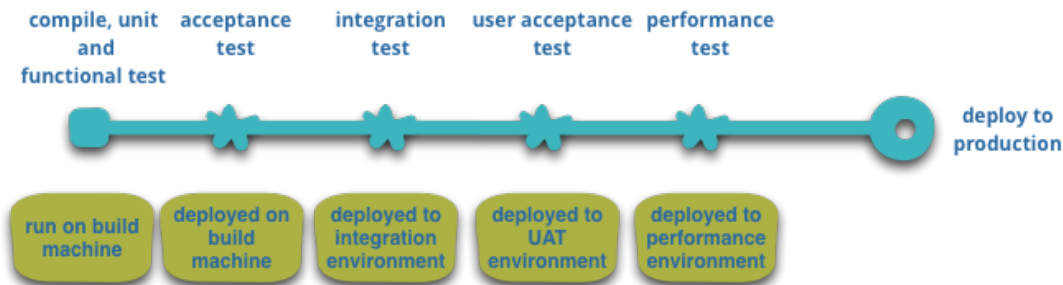 compile, unit
and
functional test
acceptance
test
integration
test
user acceptance
test
performance
test
deploy to
production
run on build
machine
deployed on
build
machine
deployed to
integration
environment
deployed to
UAT
environment
deployed to
performance
environment